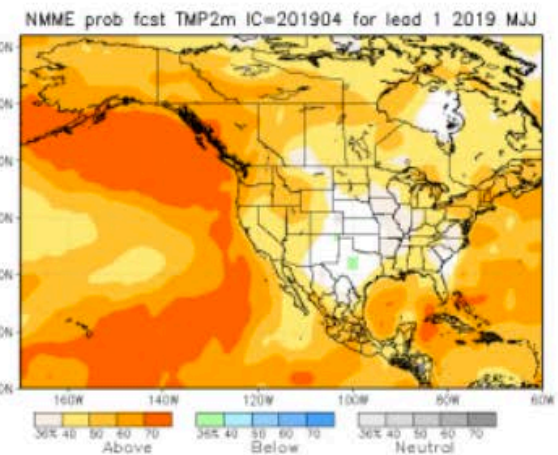 NMME prob fcst TMP2m IC=201904 for lead 1 2019 MJJ
160W 140W 120W 100W 80W 60W
36% 40 50 60 70 36% 40 50 60 70 36% 40 50 60 70
Above Below Neutral